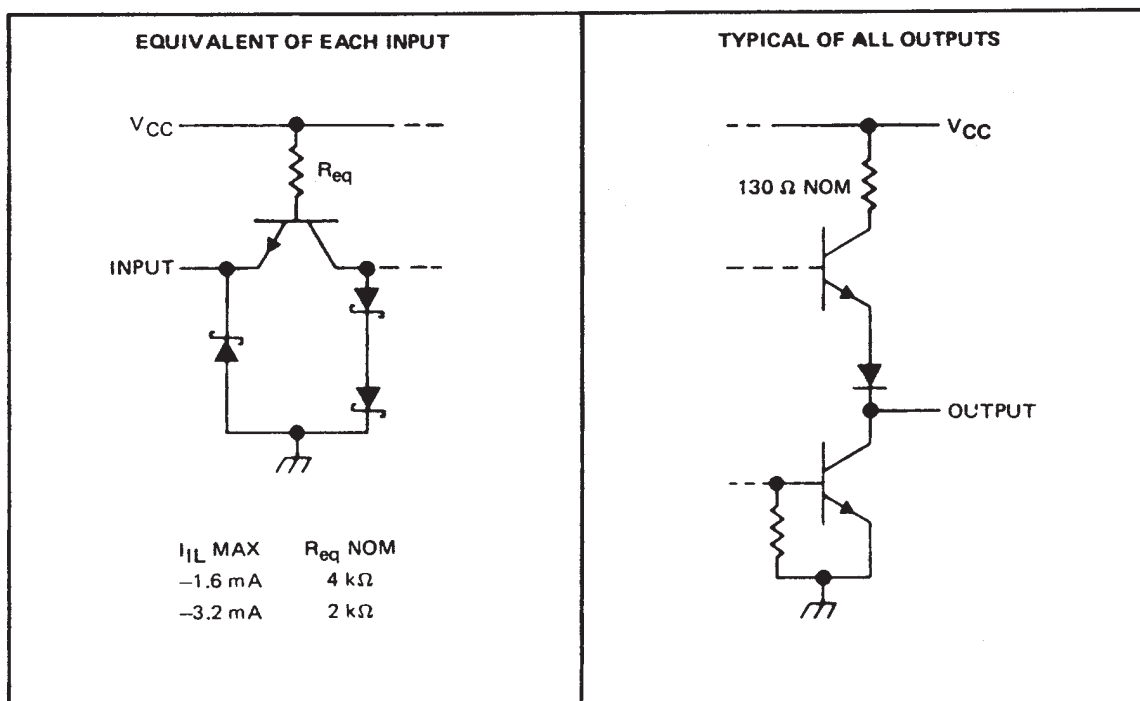 EQUIVALENT OF EACH INPUT
VCC
Req
INPUT
IIL MAX Req NOM
−1.6 mA 4 kΩ
−3.2 mA 2 kΩ
TYPICAL OF ALL OUTPUTS
VCC
130 Ω NOM
OUTPUT